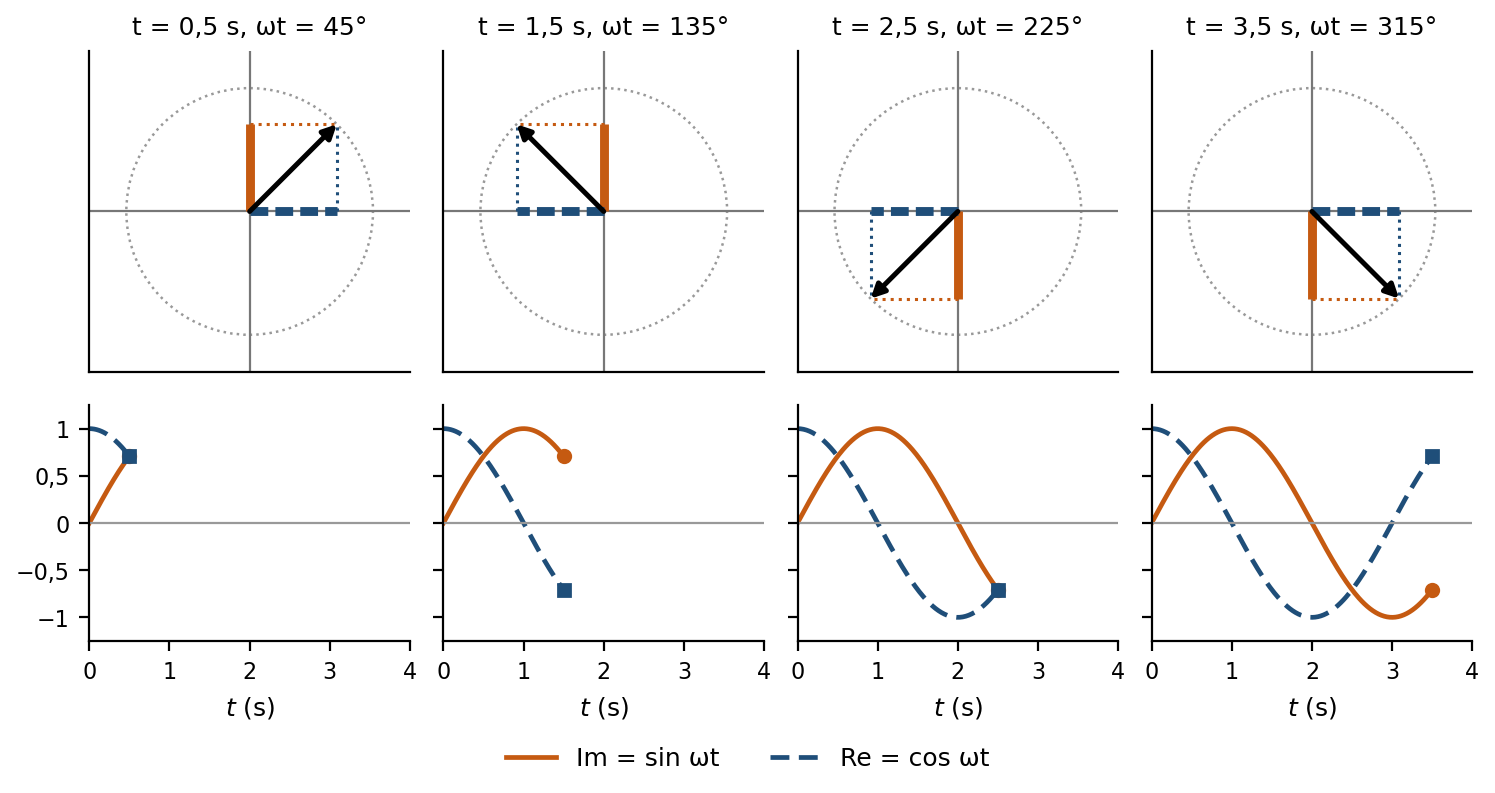 t = 0,5 s, ωt = 45°
t = 1,5 s, ωt = 135°
t = 2,5 s, ωt = 225°
t = 3,5 s, ωt = 315°
1
0,5
0
−0,5
−1
0 1 2 3 4
0 1 2 3 4
0 1 2 3 4
0 1 2 3 4
t (s)
t (s)
t (s)
t (s)
Im = sin ωt
Re = cos ωt